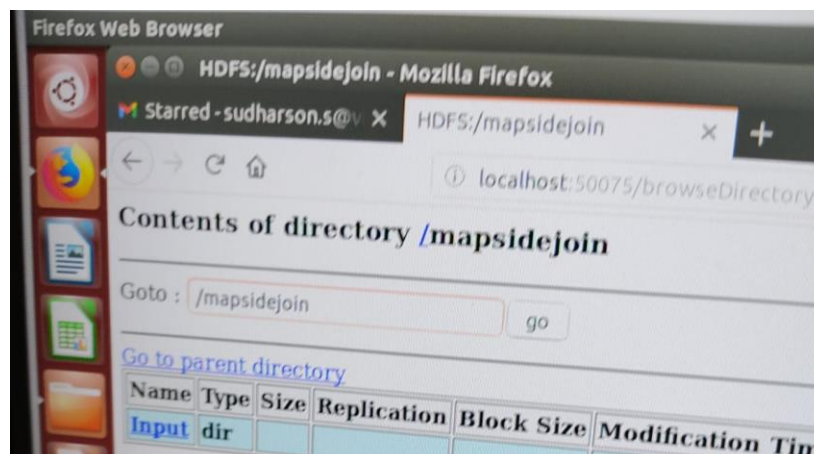 Firefox Web Browser
HDFS:/mapsidejoin - Mozilla Firefox
Starred - sudharson.s@v
HDFS:/mapsidejoin
localhost:50075/browseDirectory
Contents of directory /mapsidejoin
Goto : /mapsidejoin go
Go to parent directory
Name Type Size Replication Block Size Modification Tim
Input dir